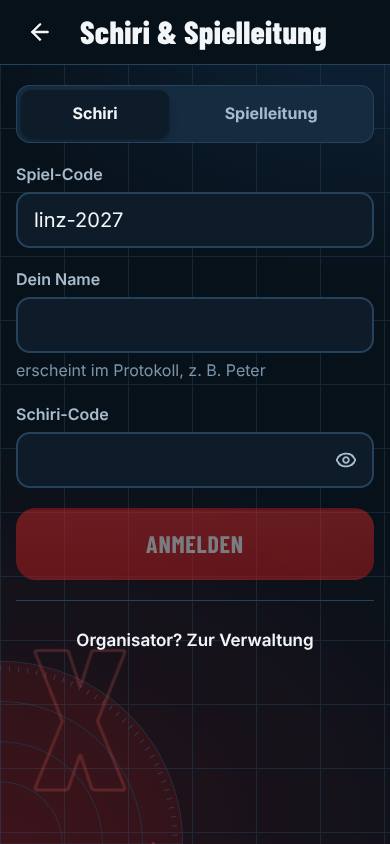 Schiri & Spielleitung
Schiri
Spielleitung
Spiel-Code
linz-2027
Dein Name
erscheint im Protokoll, z. B. Peter
Schiri-Code
ANMELDEN
Organisator? Zur Verwaltung
X